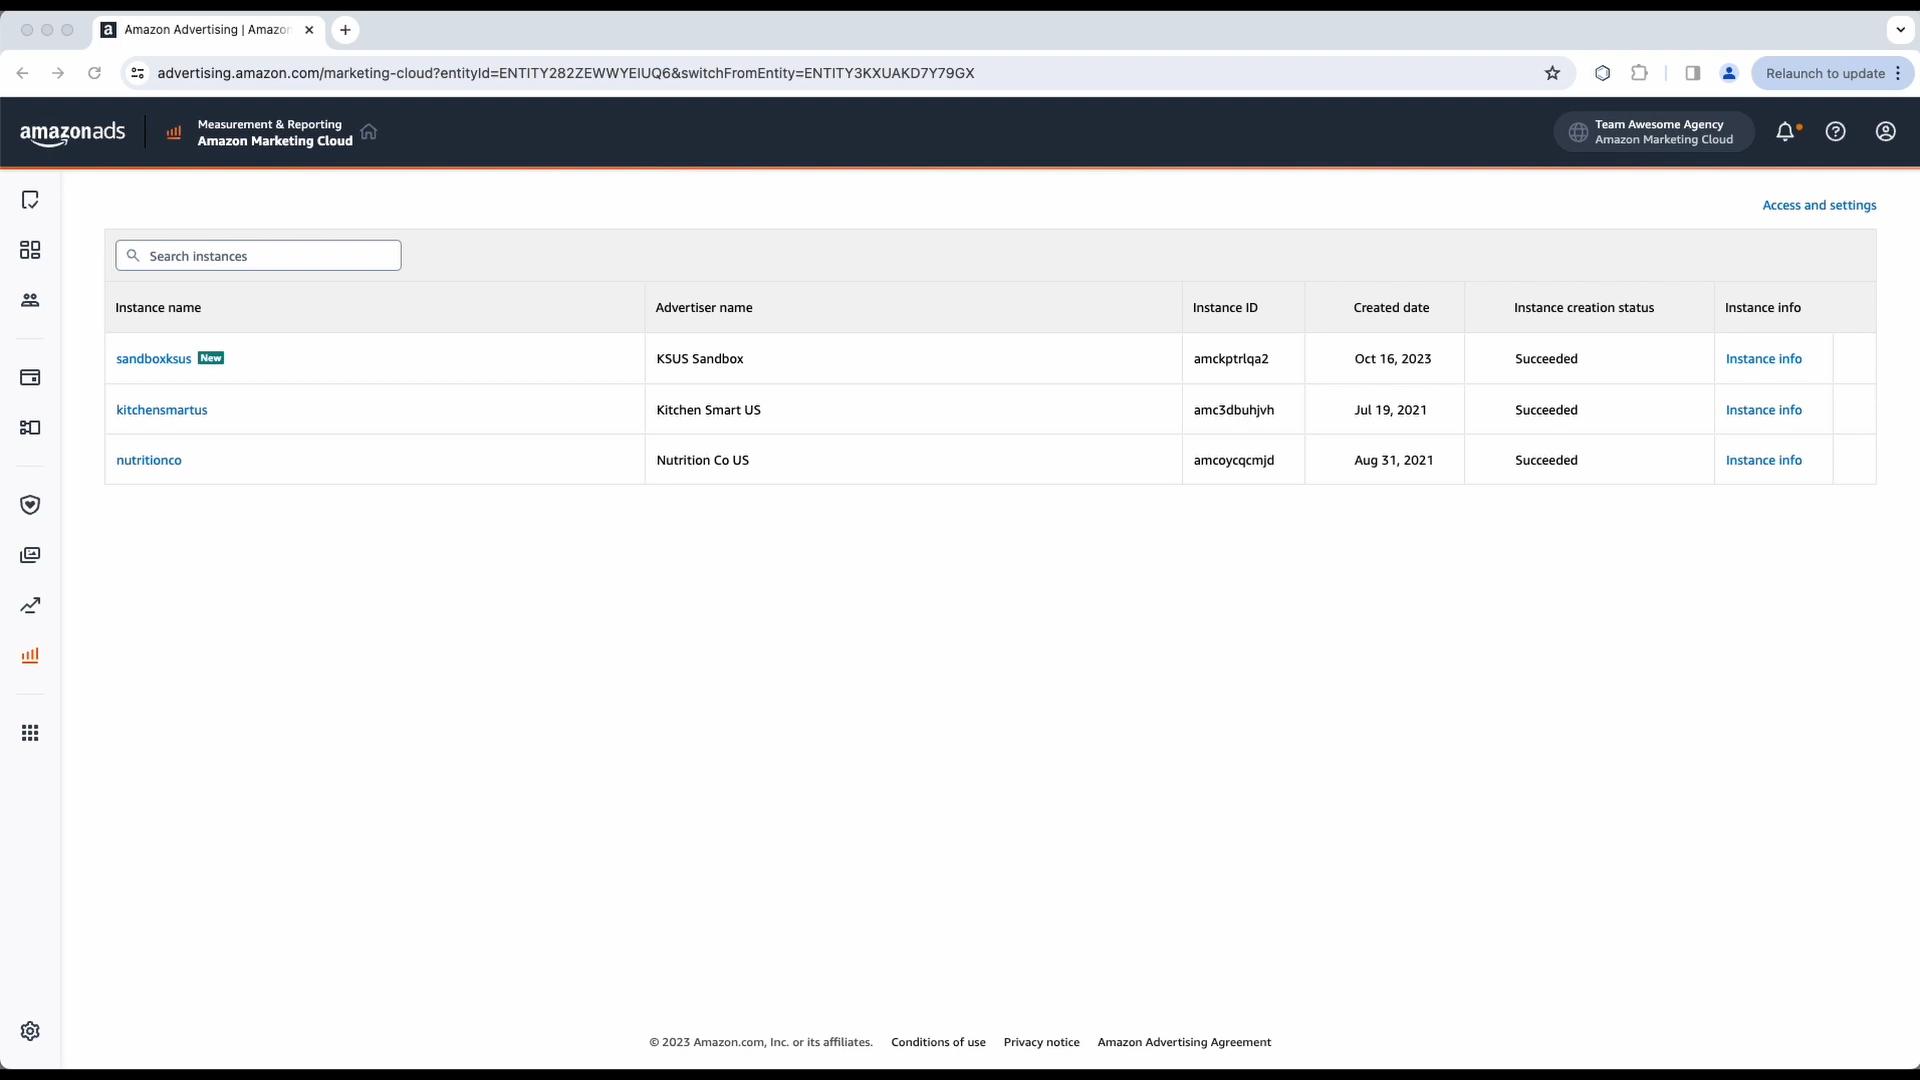 Amazon Advertising | Amazon
advertising.amazon.com/marketing-cloud?entityId=ENTITY282ZEWWYEIUQ6&switchFromEntity=ENTITY3KXUAKD7Y79GX
Relaunch to update
amazonads
Measurement & Reporting
Amazon Marketing Cloud
Team Awesome Agency
Amazon Marketing Cloud
Access and settings
Search instances
Instance name Advertiser name Instance ID Created date Instance creation status Instance info
sandboxksus New KSUS Sandbox amckptrlqa2 Oct 16, 2023 Succeeded Instance info
kitchensmartus Kitchen Smart US amc3dbuhjvh Jul 19, 2021 Succeeded Instance info
nutritionco Nutrition Co US amcoycqcmjd Aug 31, 2021 Succeeded Instance info
© 2023 Amazon.com, Inc. or its affiliates. Conditions of use Privacy notice Amazon Advertising Agreement